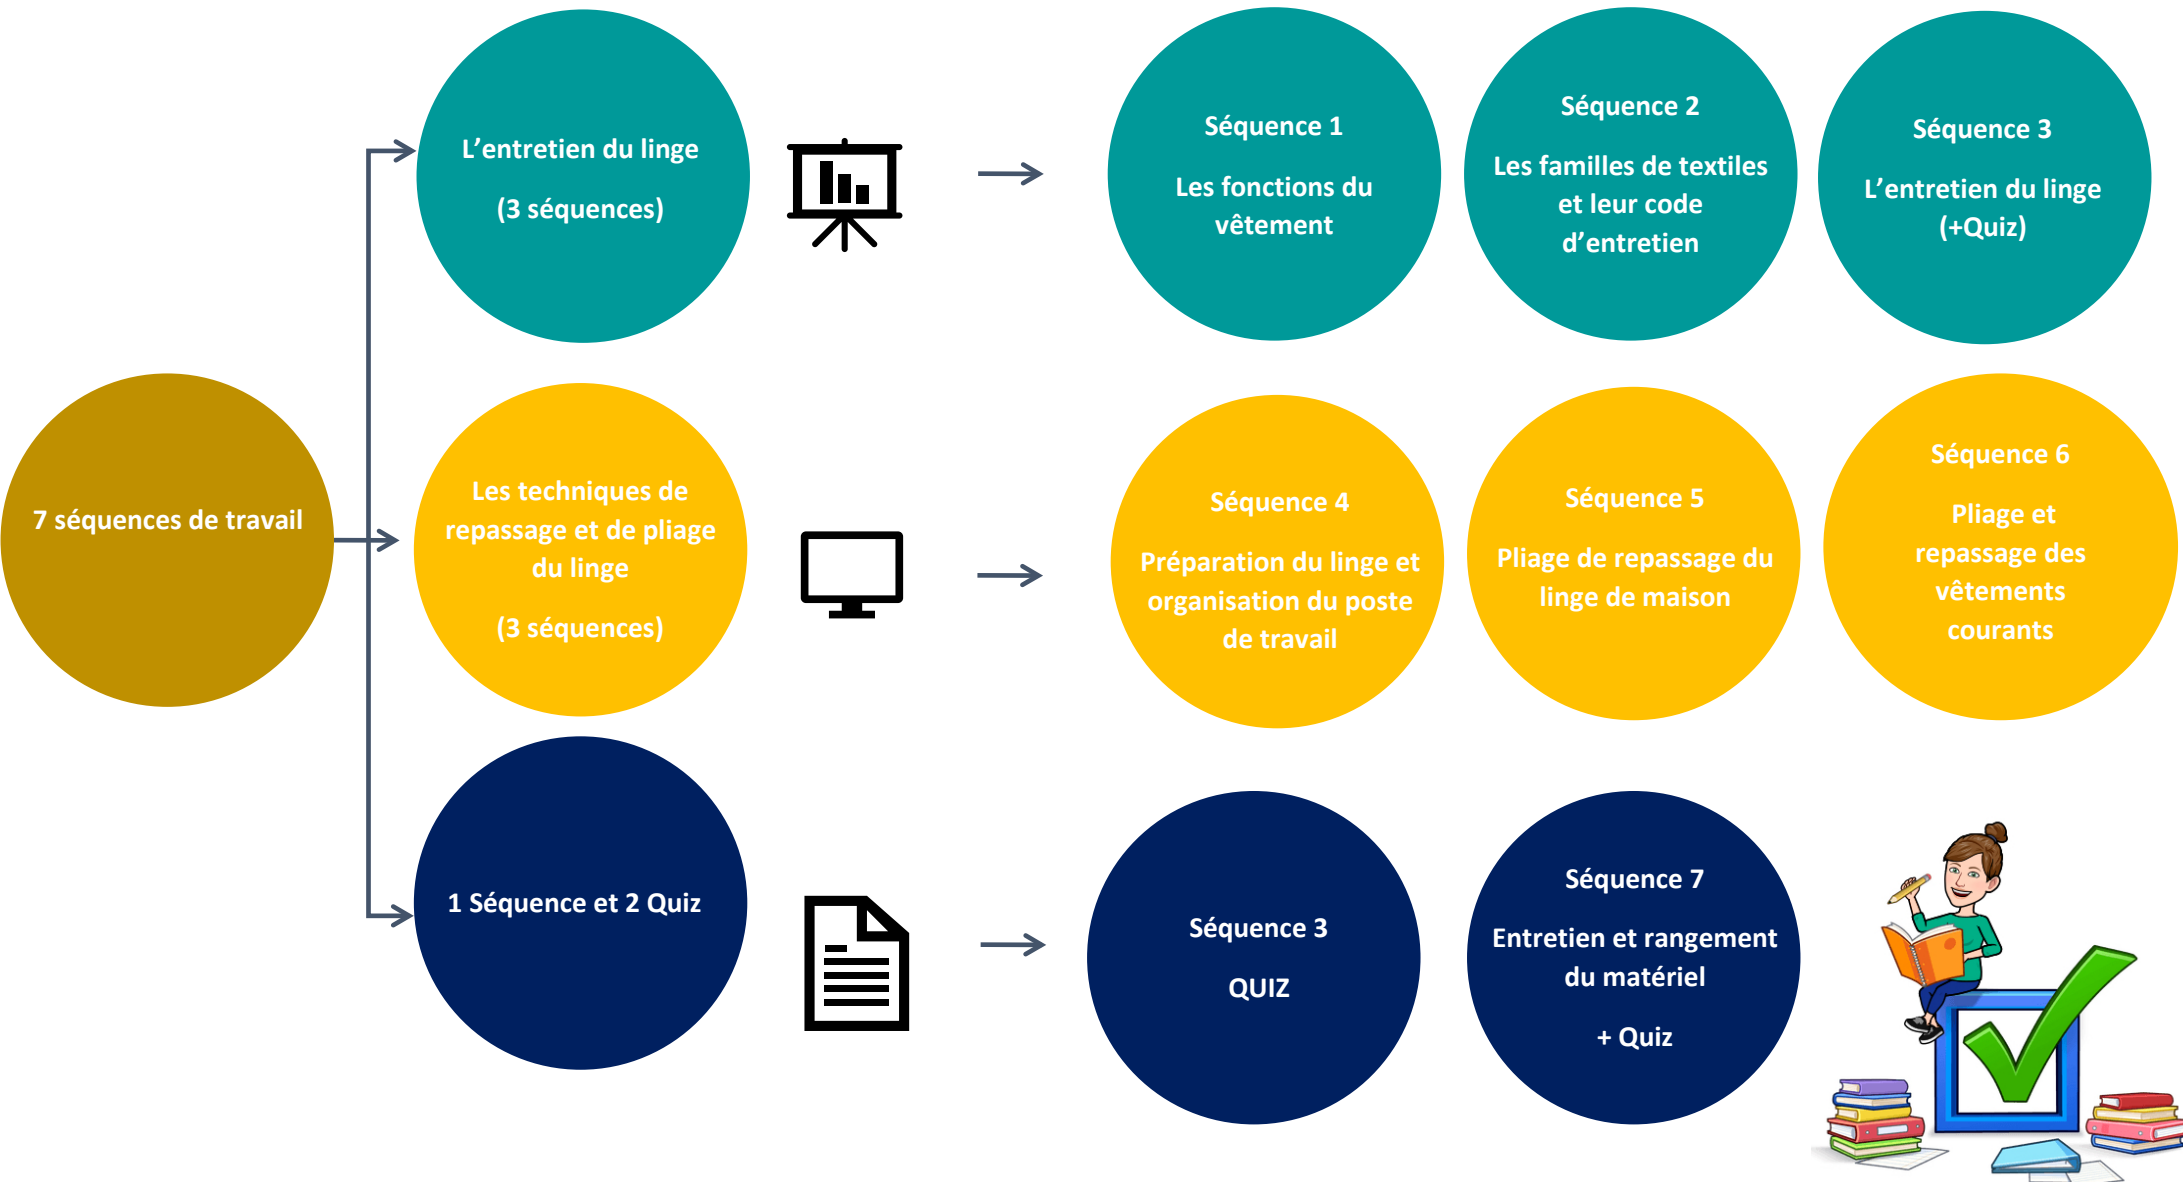 7 séquences de travail
L’entretien du linge
(3 séquences)
Séquence 1
Les fonctions du
vêtement
Séquence 2
Les familles de textiles
et leur code
d’entretien
Séquence 3
L’entretien du linge
(+Quiz)
Les techniques de
repassage et de pliage
du linge
(3 séquences)
Séquence 4
Préparation du linge et
organisation du poste
de travail
Séquence 5
Pliage de repassage du
linge de maison
Séquence 6
Pliage et
repassage des
vêtements
courants
1 Séquence et 2 Quiz
Séquence 3
QUIZ
Séquence 7
Entretien et rangement
du matériel
+ Quiz